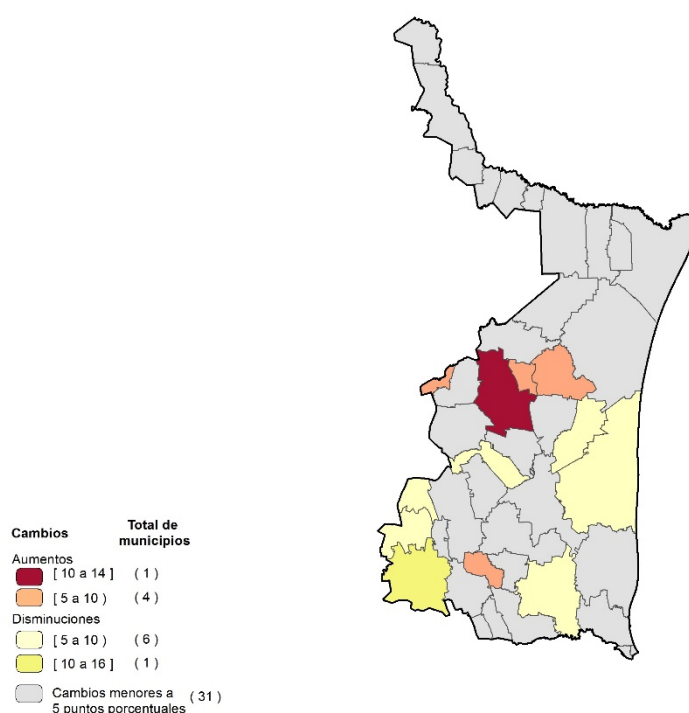 Cambios Total de
municipios
Aumentos
[ 10 a 14 ] ( 1 )
[ 5 a 10 ) ( 4 )
Disminuciones
[ 5 a 10 ) ( 6 )
[ 10 a 16 ] ( 1 )
Cambios menores a
5 puntos porcentuales ( 31 )